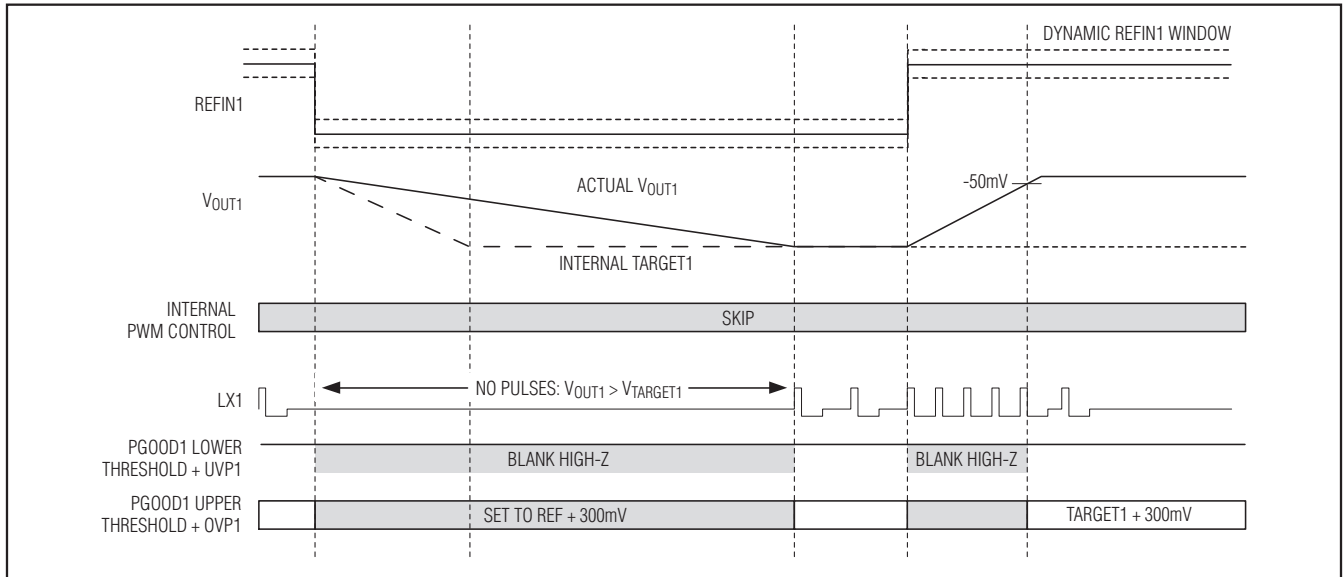 DYNAMIC REFIN1 WINDOW
REFIN1
ACTUAL VOUT1
-50mV
VOUT1
INTERNAL TARGET1
INTERNAL
PWM CONTROL
SKIP
NO PULSES: VOUT1 > VTARGET1
LX1
PGOOD1 LOWER
THRESHOLD + UVP1
BLANK HIGH-Z
BLANK HIGH-Z
PGOOD1 UPPER
THRESHOLD + OVP1
SET TO REF + 300mV
TARGET1 + 300mV